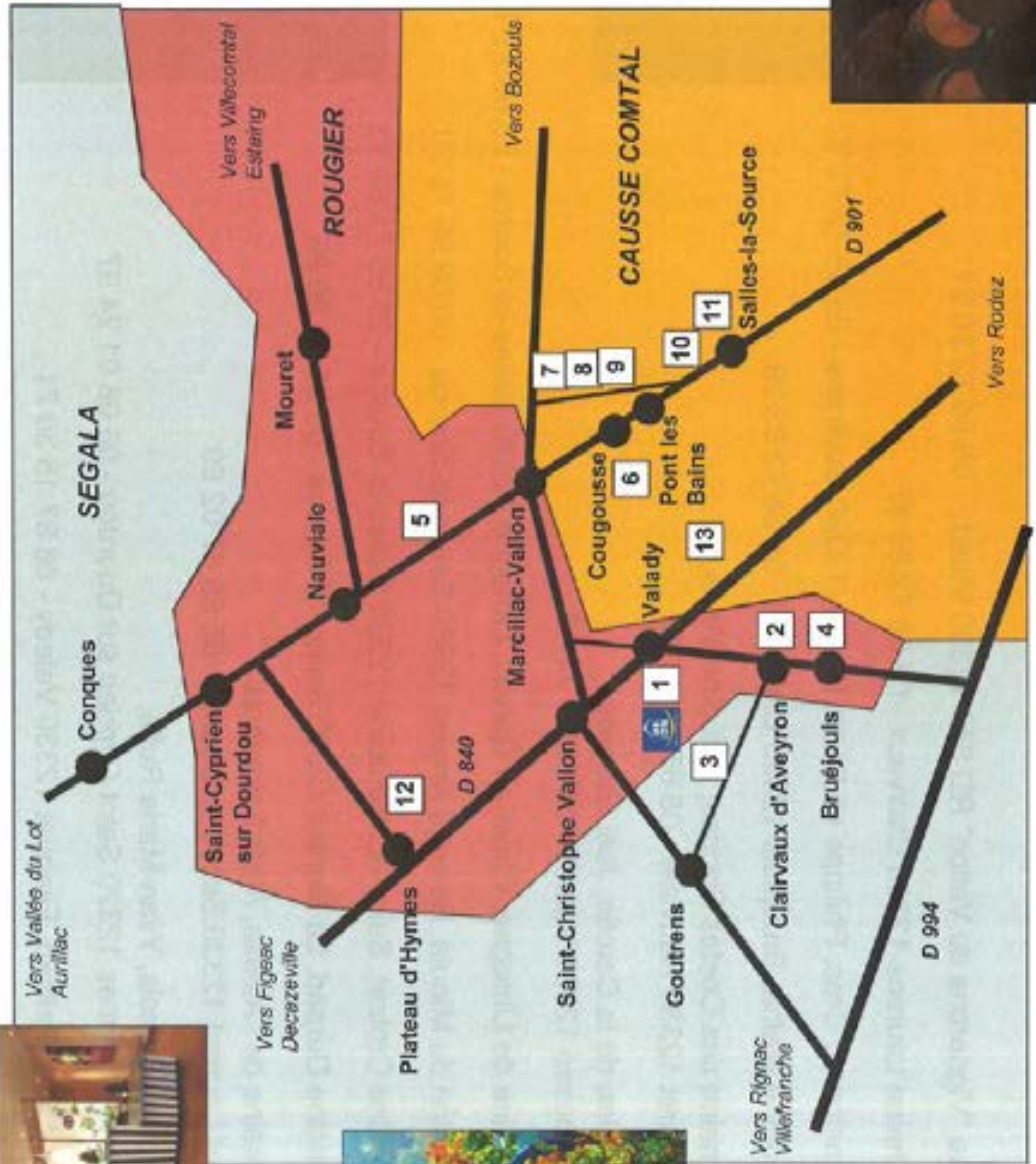 Vers Vallée du Lot
Aurillac
Conques
SEGALA
Vers Villecomtal
Estaing
ROUGIER
Mouret
Saint-Cyprien
sur Dourdou
Nauviale
5
Vers Figeac
Decazeville
Plateau d'Hymes
12
D 840
Marcillac-Vallon
Vers Bozouls
CAUSSE COMTAL
7
8
9
Cougousse
6
Pont les
Bains
10
11
Salles-la-Source
D 901
Saint-Christophe Vallon
1
Valady
13
Vers Rodez
Goutrens
3
Clairvaux d'Aveyron
2
Bruéjouls
4
Vers Rignac
Villefranche
D 994